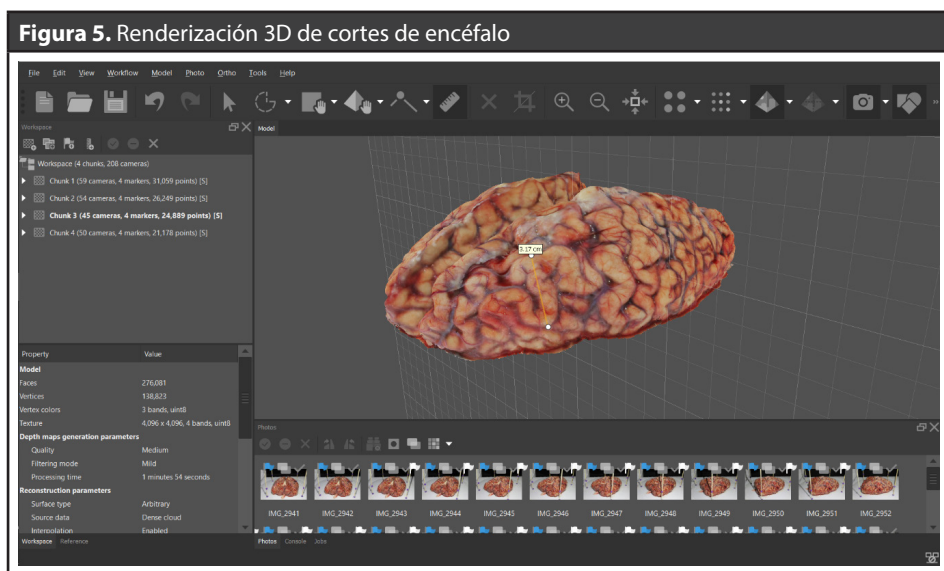 Figura 5. Renderización 3D de cortes de encéfalo
File Edit View Workflow Model Photo Ortho Tools Help
Workspace
Model
Workspace (4 chunks, 208 cameras)
Chunk 1 (59 cameras, 4 markers, 31,059 points) [S]
Chunk 2 (54 cameras, 4 markers, 26,249 points) [S]
Chunk 3 (45 cameras, 4 markers, 24,889 points) [S]
Chunk 4 (50 cameras, 4 markers, 21,178 points) [S]
3.17 cm
Property Value
Model
Faces 276,081
Vertices 138,823
Vertex colors 3 bands, uint8
Texture 4,096 x 4,096, 4 bands, uint8
Depth maps generation parameters
Quality Medium
Filtering mode Mild
Processing time 1 minutes 54 seconds
Reconstruction parameters
Surface type Arbitrary
Source data Dense cloud
Interpolation Enabled
Workspace Reference
Photos
IMG_2941 IMG_2942 IMG_2943 IMG_2944 IMG_2945 IMG_2946 IMG_2947 IMG_2948 IMG_2949 IMG_2950 IMG_2951 IMG_2952
Photos Console Jobs